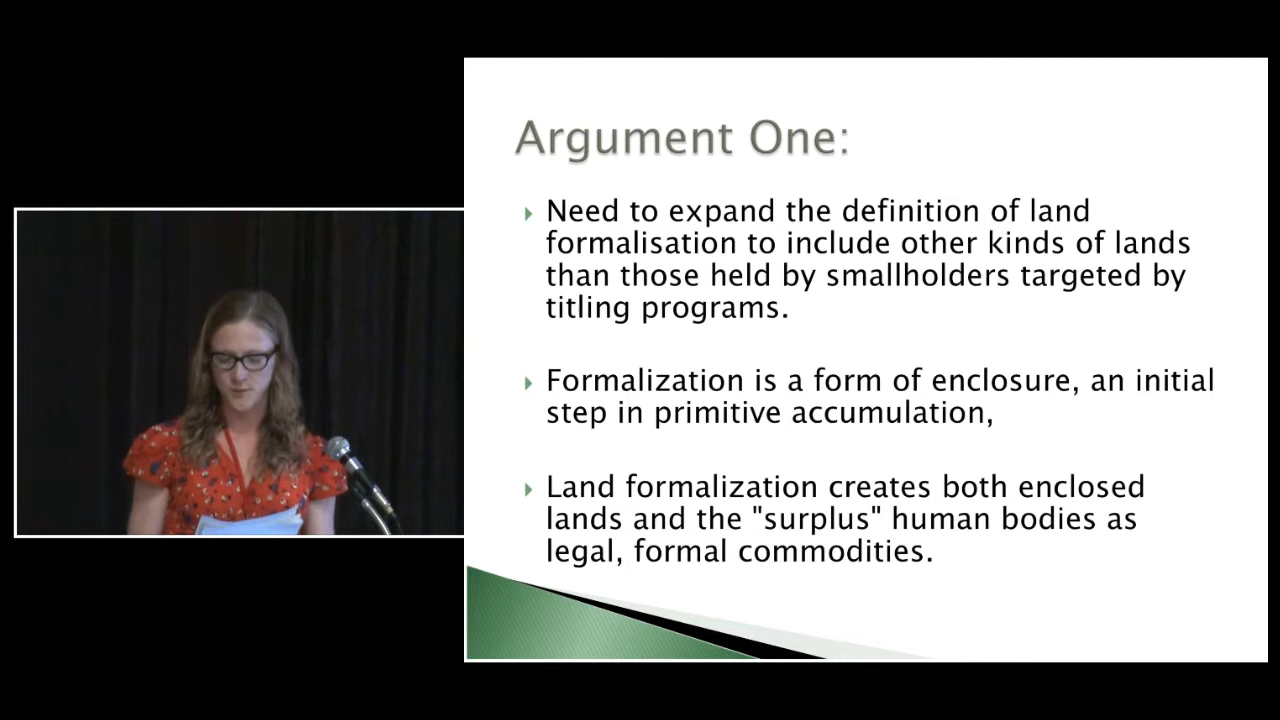 Argument One:
Need to expand the definition of land
formalisation to include other kinds of lands
than those held by smallholders targeted by
titling programs.
Formalization is a form of enclosure, an initial
step in primitive accumulation,
Land formalization creates both enclosed
lands and the "surplus" human bodies as
legal, formal commodities.